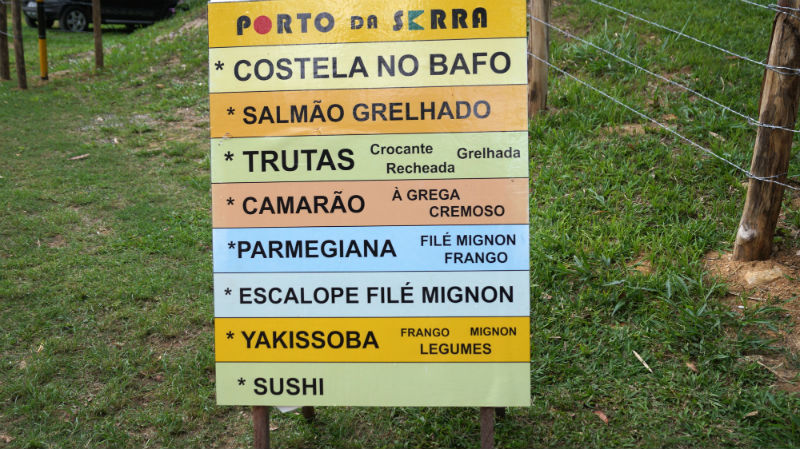 PORTO DA SERRA
* COSTELA NO BAFO
* SALMÃO GRELHADO
* TRUTAS Crocante Grelhada
Recheada
* CAMARÃO À GREGA
CREMOSO
*PARMEGIANA FILÉ MIGNON
FRANGO
* ESCALOPE FILÉ MIGNON
* YAKISSOBA FRANGO MIGNON
LEGUMES
* SUSHI